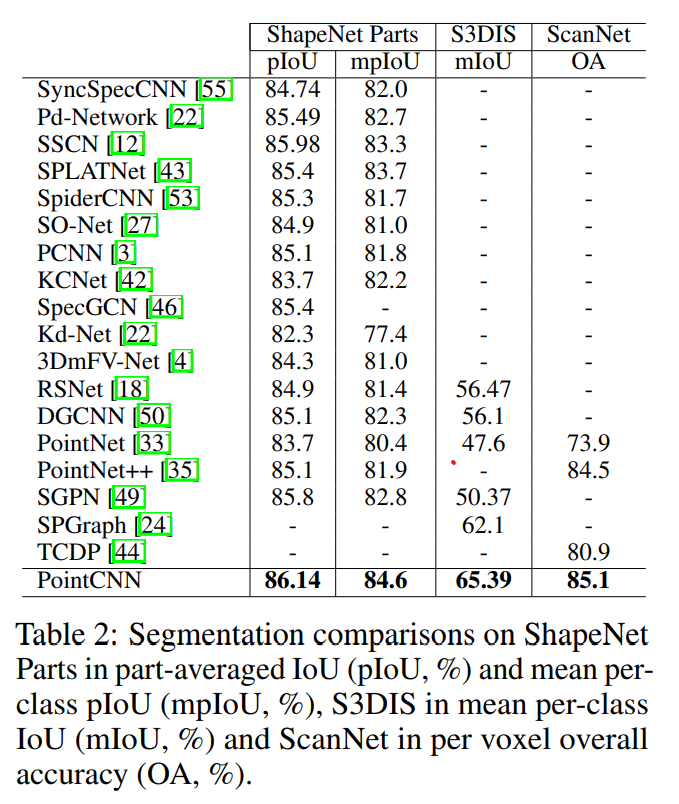 ShapeNet Parts S3DIS ScanNet
pIoU mpIoU mIoU OA
SyncSpecCNN [55] 84.74 82.0 - -
Pd-Network [22] 85.49 82.7 - -
SSCN [12] 85.98 83.3 - -
SPLATNet [43] 85.4 83.7 - -
SpiderCNN [53] 85.3 81.7 - -
SO-Net [27] 84.9 81.0 - -
PCNN [3] 85.1 81.8 - -
KCNet [42] 83.7 82.2 - -
SpecGCN [46] 85.4 - - -
Kd-Net [22] 82.3 77.4 - -
3DmFV-Net [4] 84.3 81.0 - -
RSNet [18] 84.9 81.4 56.47 -
DGCNN [50] 85.1 82.3 56.1 -
PointNet [33] 83.7 80.4 47.6 73.9
PointNet++ [35] 85.1 81.9 - 84.5
SGPN [49] 85.8 82.8 50.37 -
SPGraph [24] - - 62.1 -
TCDP [44] - - - 80.9
PointCNN 86.14 84.6 65.39 85.1
Table 2: Segmentation comparisons on ShapeNet
Parts in part-averaged IoU (pIoU, %) and mean per-
class pIoU (mpIoU, %), S3DIS in mean per-class
IoU (mIoU, %) and ScanNet in per voxel overall
accuracy (OA, %).